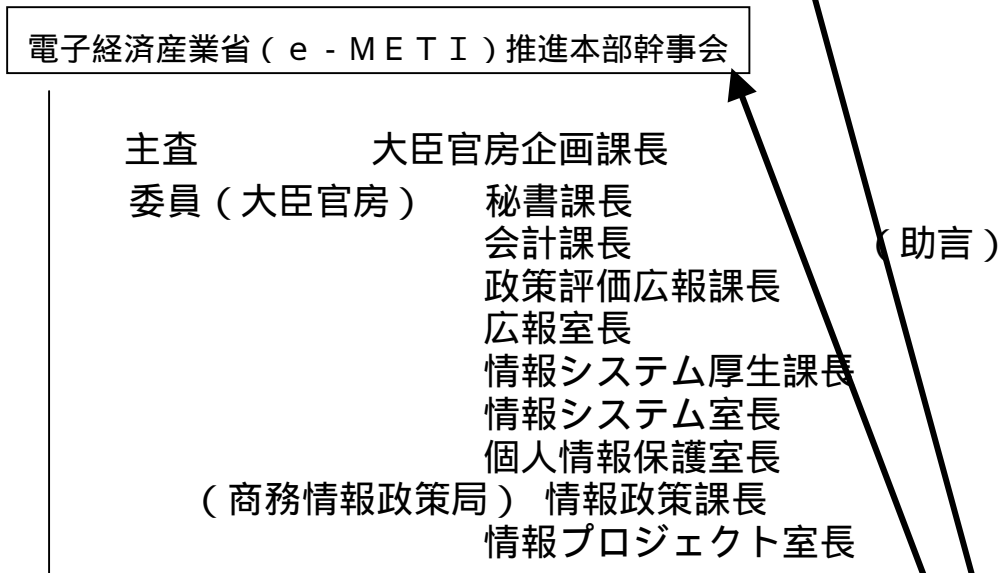 電子経済産業省（ｅ‐ＭＥＴＩ）推進本部幹事会
主査　　　　　大臣官房企画課長
委員（大臣官房）　秘書課長
会計課長　　　　　　　（助言）
政策評価広報課長
広報室長
情報システム厚生課長
情報システム室長
個人情報保護室長
（商務情報政策局）情報政策課長
情報プロジェクト室長